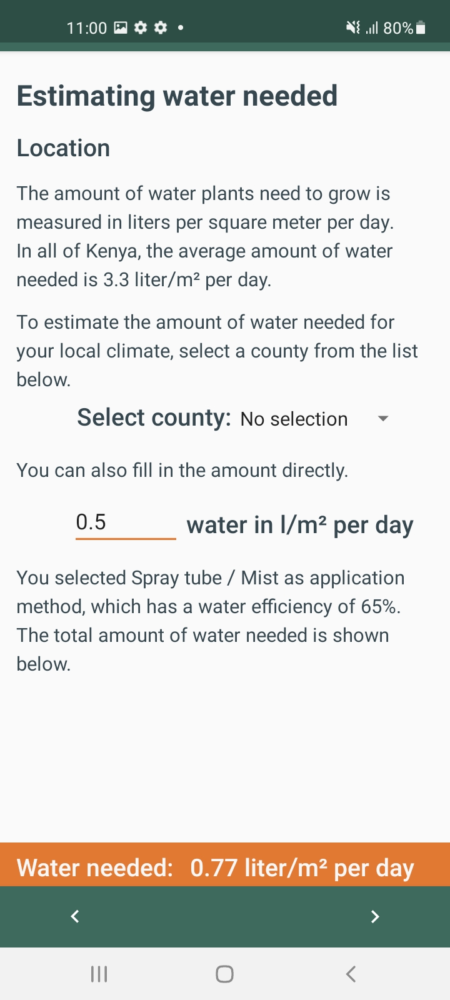 11:00
80%
Estimating water needed
Location
The amount of water plants need to grow is
measured in liters per square meter per day.
In all of Kenya, the average amount of water
needed is 3.3 liter/m² per day.
To estimate the amount of water needed for
your local climate, select a county from the list
below.
Select county: No selection
You can also fill in the amount directly.
0.5 water in l/m² per day
You selected Spray tube / Mist as application
method, which has a water efficiency of 65%.
The total amount of water needed is shown
below.
Water needed: 0.77 liter/m² per day